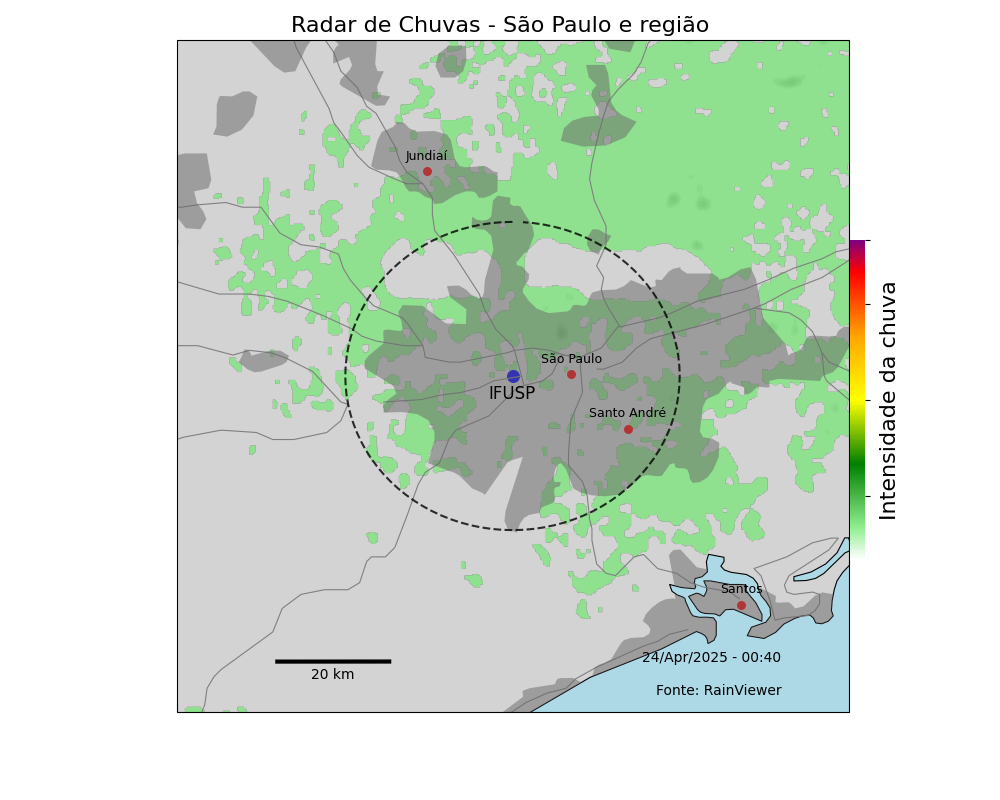 Radar de Chuvas - São Paulo e região
Jundiaí
São Paulo
IFUSP
Santo André
Santos
Intensidade da chuva
24/Apr/2025 - 00:40
20 km
Fonte: RainViewer